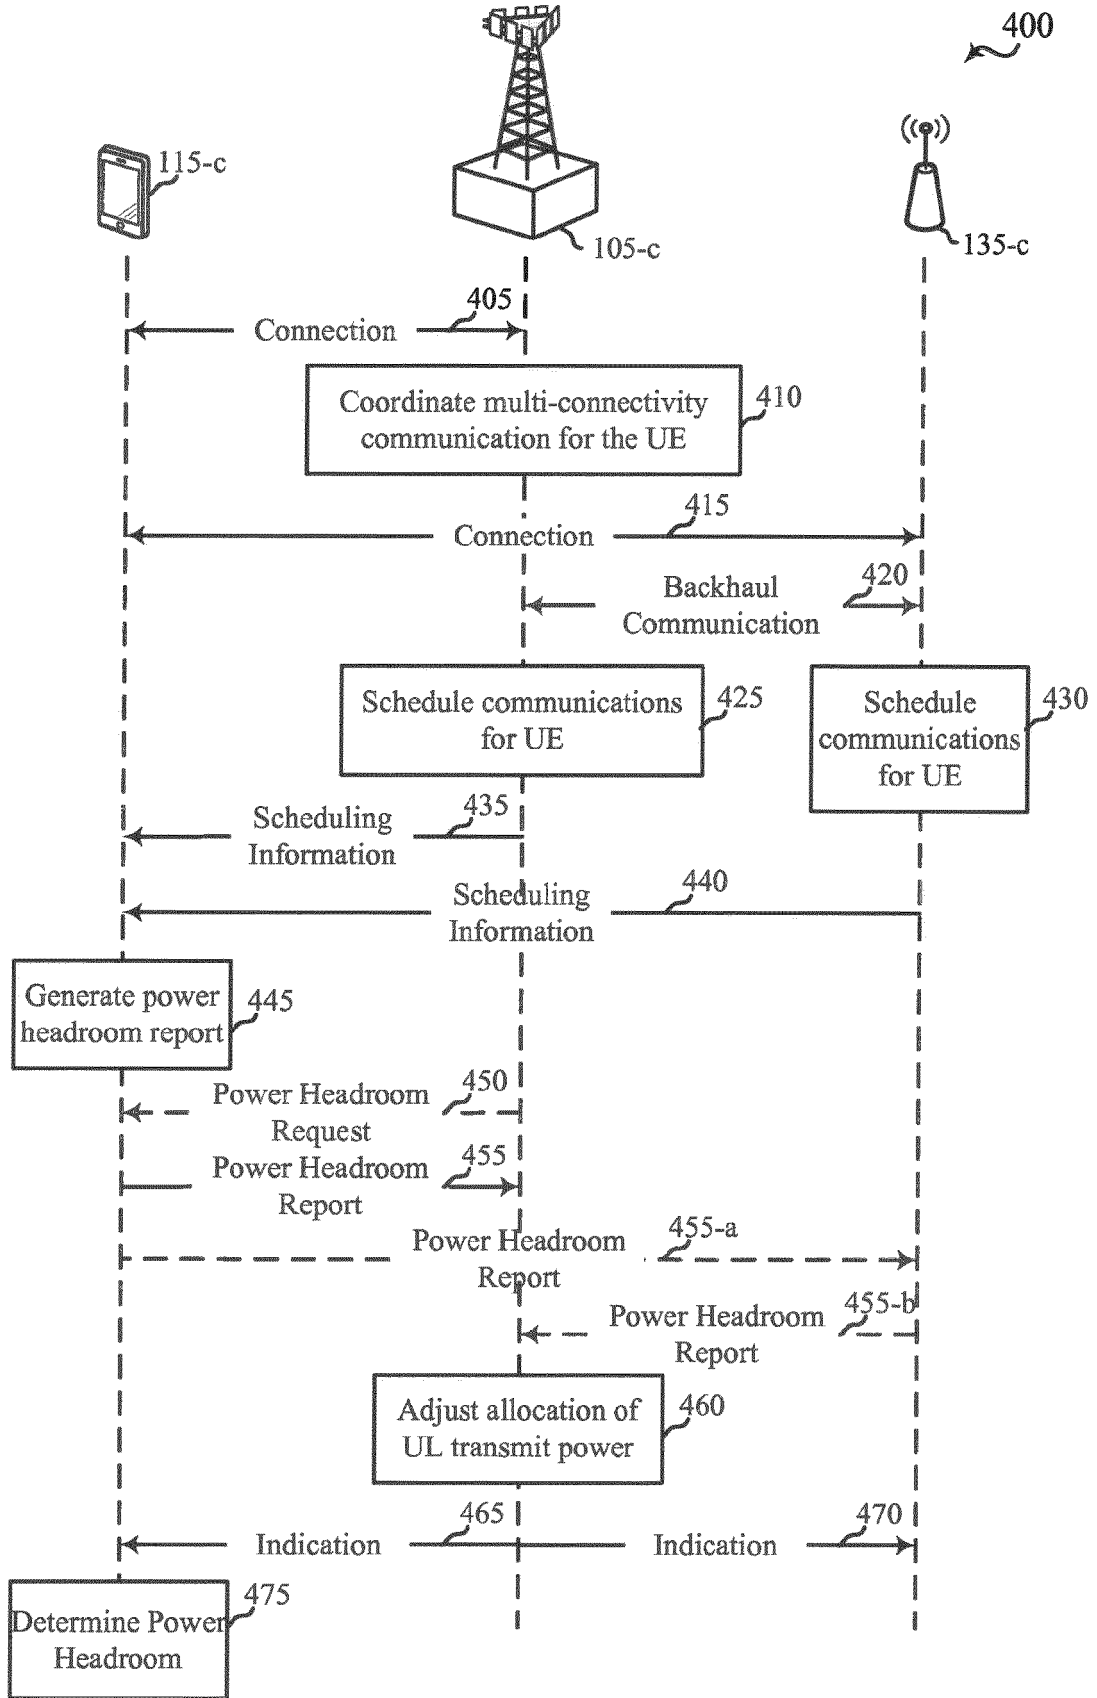 400
115-c
105-c
135-c
405
Connection
Coordinate multi-connectivity
communication for the UE
410
415
Connection
420
Backhaul
Communication
Schedule communications
for UE
425
Schedule
communications
for UE
430
435
Scheduling
Information
440
Scheduling
Information
Generate power
headroom report
445
450
Power Headroom
Request
455
Power Headroom
Report
455-a
Power Headroom
Report
455-b
Power Headroom
Report
Adjust allocation of
UL transmit power
460
465
Indication
470
Indication
Determine Power
Headroom
475